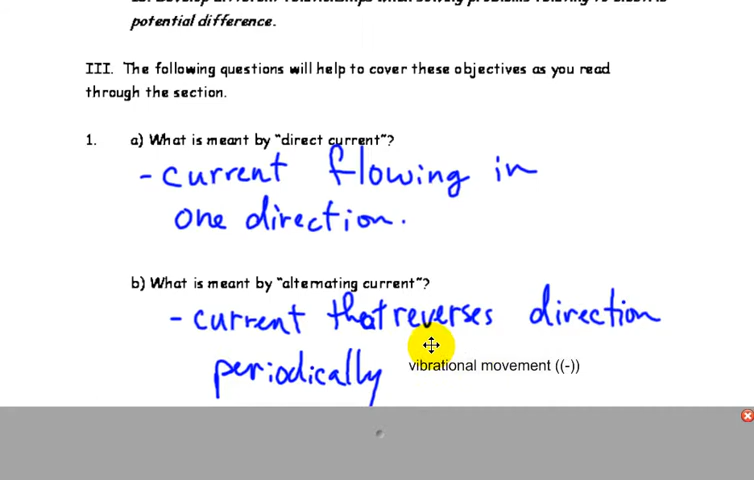 potential difference.
III. The following questions will help to cover these objectives as you read
through the section.
1. a) What is meant by "direct current"?
- current flowing in
one direction.
b) What is meant by "alternating current"?
- current that reverses direction
periodically
vibrational movement ((-))